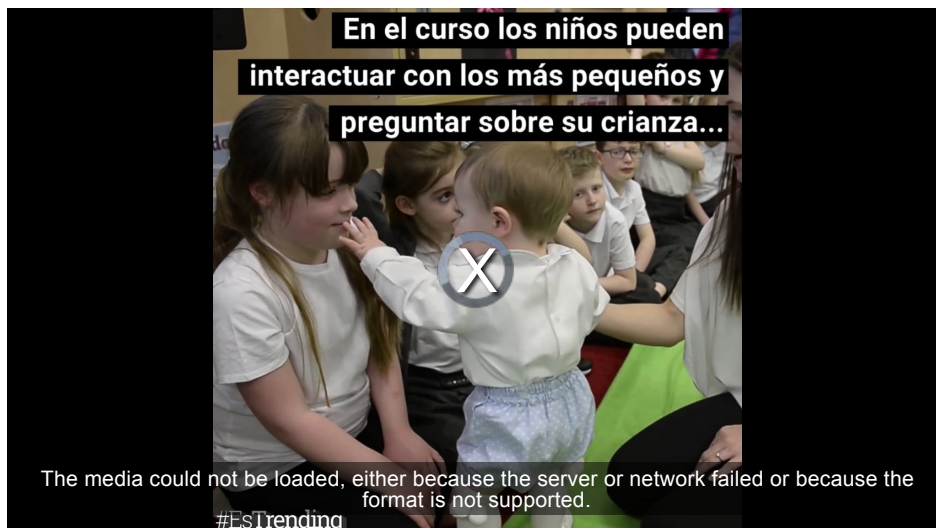 En el curso los niños pueden
interactuar con los más pequeños y
preguntar sobre su crianza...
X
The media could not be loaded, either because the server or network failed or because the
format is not supported.
#EsTrending